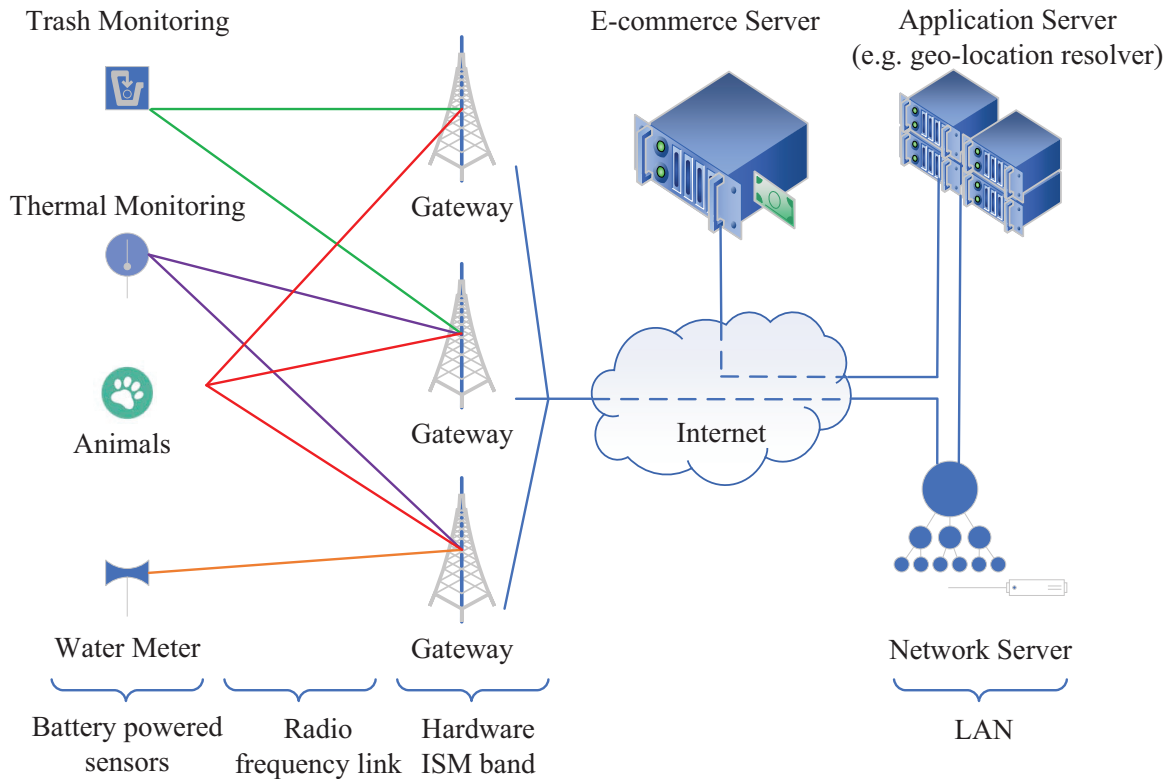 Trash Monitoring
E-commerce Server
Application Server
(e.g. geo-location resolver)
Thermal Monitoring
Gateway
Animals
Gateway
Internet
Water Meter
Gateway
Network Server
Battery powered
sensors
Radio
frequency link
Hardware
ISM band
LAN